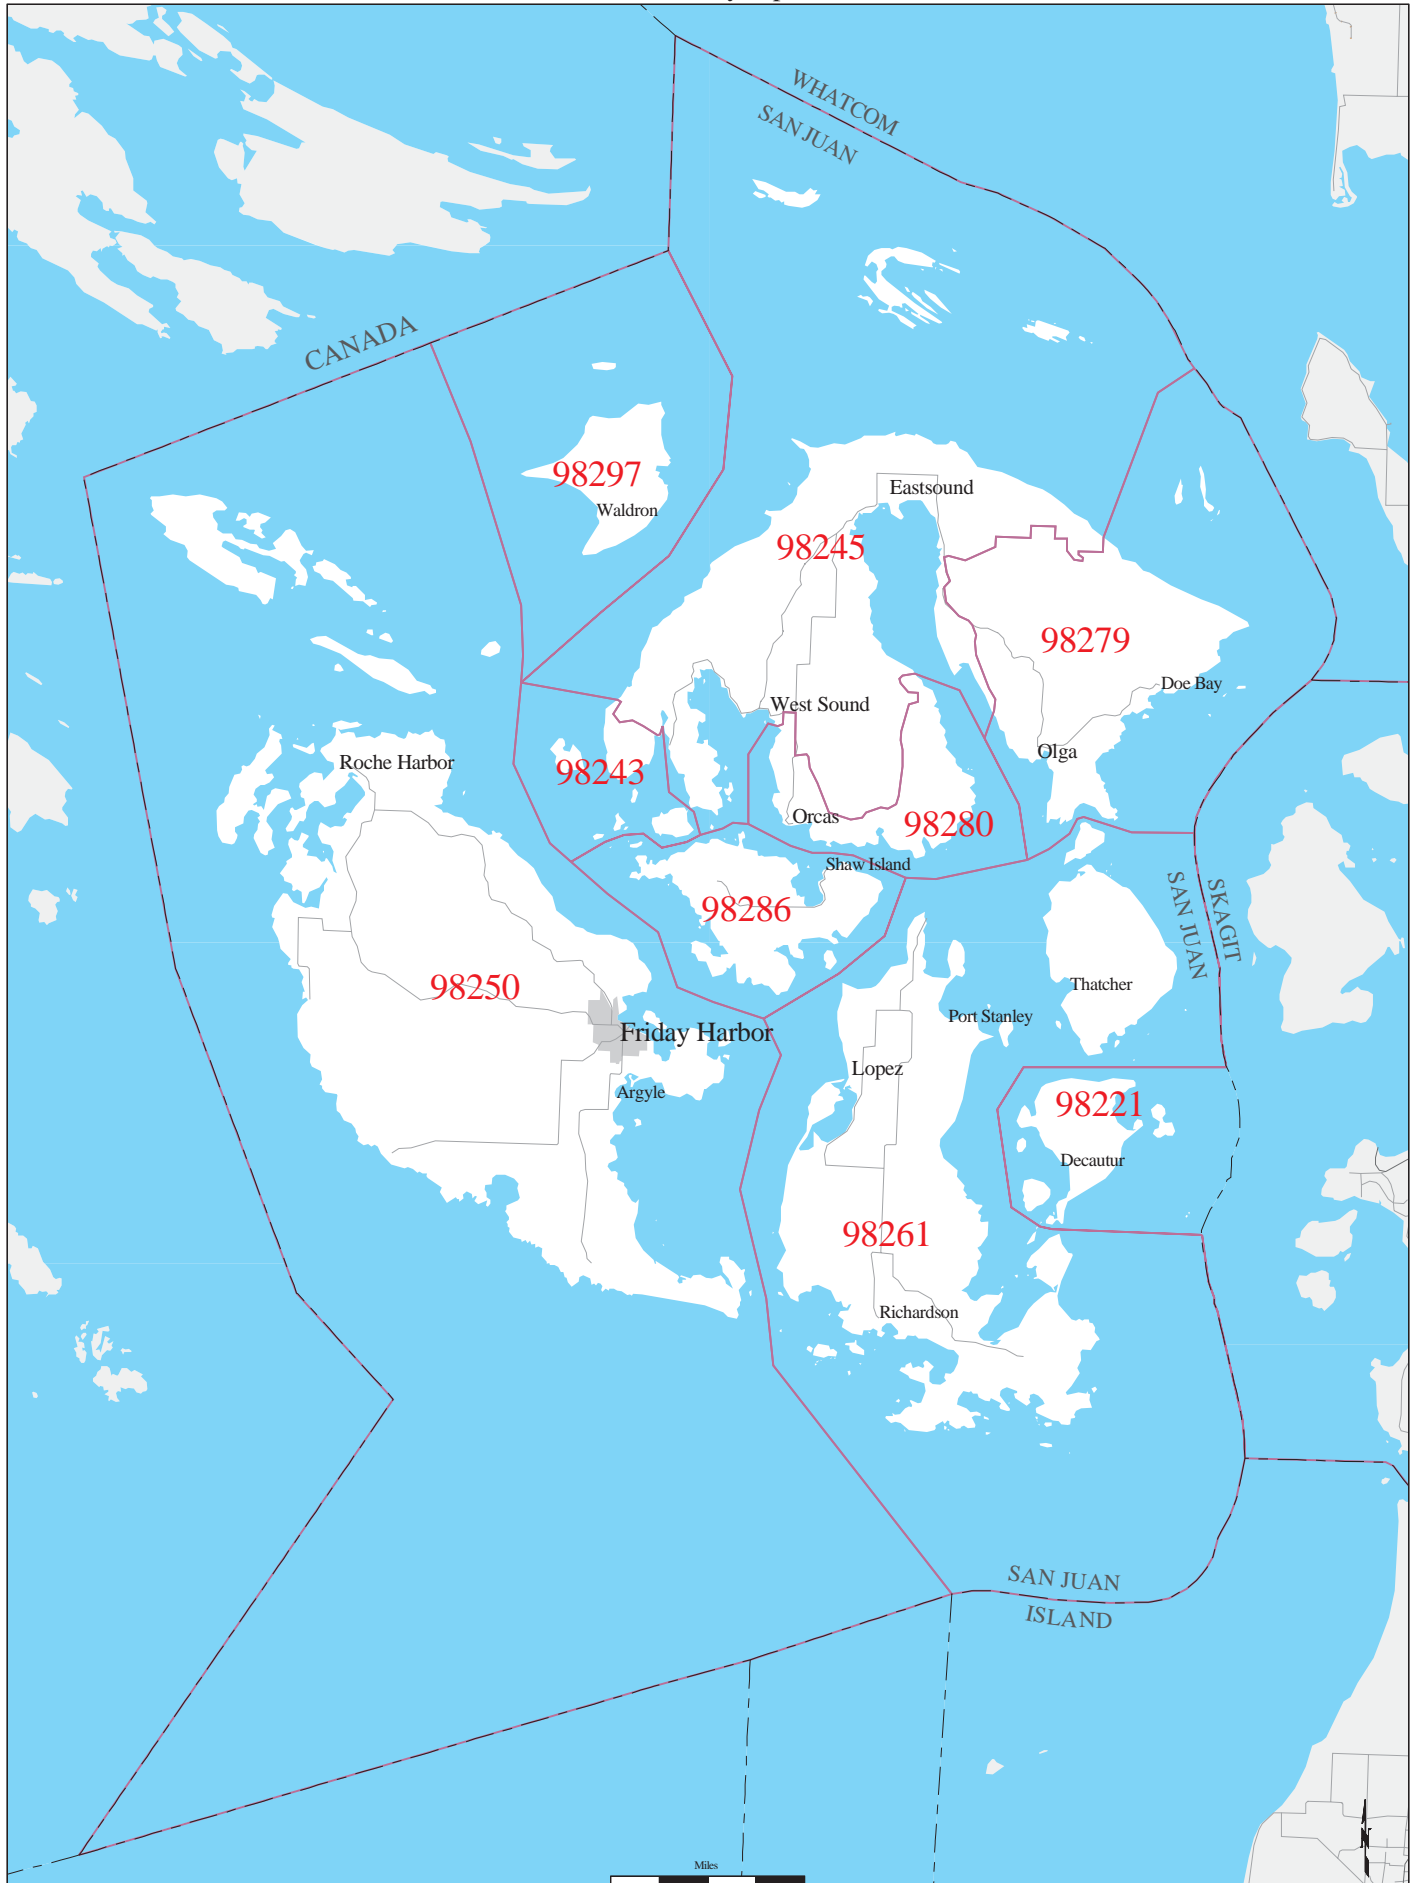 WHATCOM
SAN JUAN
CANADA
98297
Waldron
Eastsound
98245
98279
Doe Bay
West Sound
Olga
Roche Harbor
98243
Orcas
98280
Shaw Island
SKAGIT
SAN JUAN
98286
98250
Thatcher
Port Stanley
Friday Harbor
Lopez
Argyle
98221
Decautur
98261
Richardson
SAN JUAN
ISLAND
N
Miles